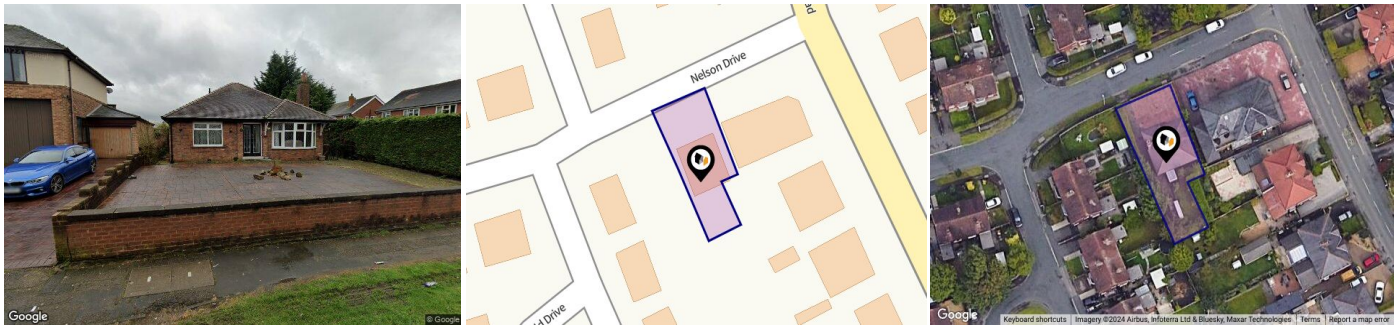 Google
© Google
Nelson Drive
ld Drive
Google
Keyboard shortcuts
Imagery ©2024 Airbus, Infoterra Ltd & Bluesky, Maxar Technologies
Terms
Report a map error